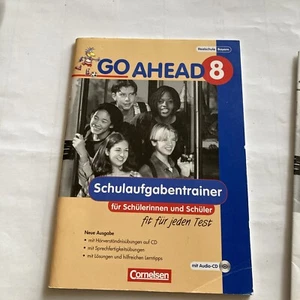 Realschule Bayern
GO AHEAD 8
Schulaufgabentrainer
für Schülerinnen und Schüler
fit für jeden Test
Neue Ausgabe
• mit Hörverständnisübungen auf CD
• mit Sprechfertigkeitsübungen
• mit Lösungen und hilfreichen Lerntipps
mit Audio-CD
Cornelsen